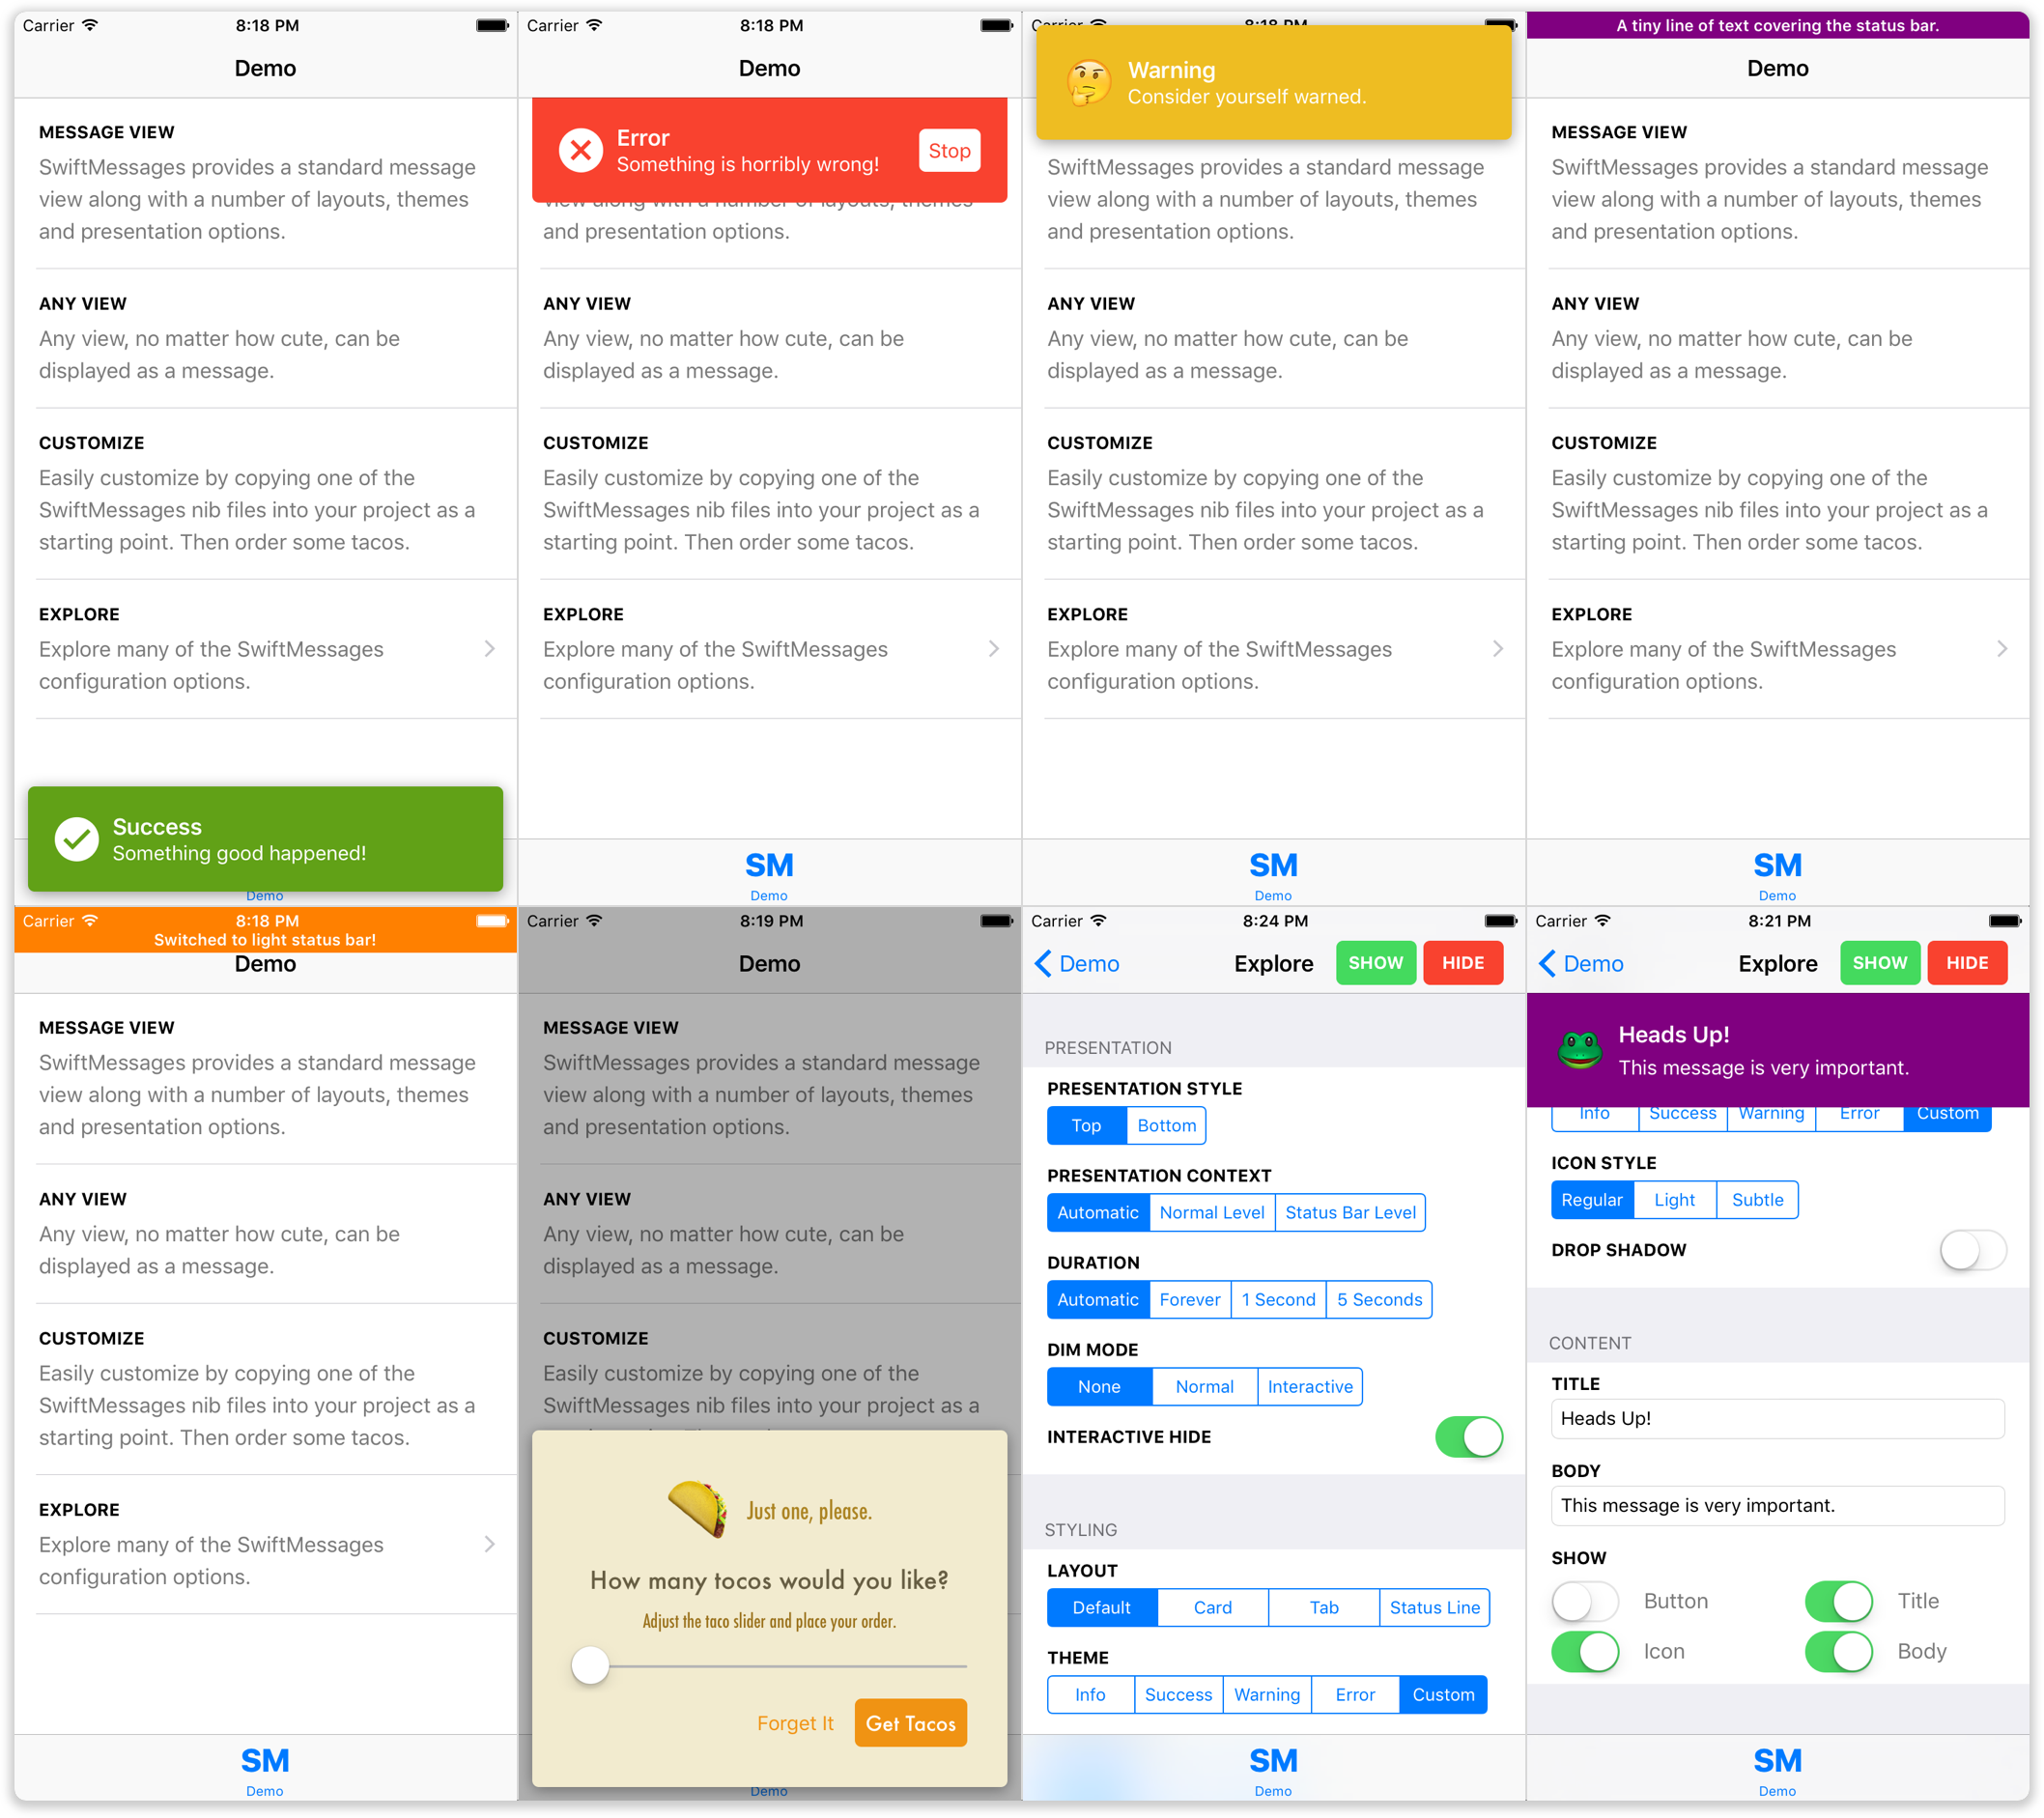 Carrier 8:18 PM
Demo
MESSAGE VIEW
SwiftMessages provides a standard message
view along with a number of layouts, themes
and presentation options.
ANY VIEW
Any view, no matter how cute, can be
displayed as a message.
CUSTOMIZE
Easily customize by copying one of the
SwiftMessages nib files into your project as a
starting point. Then order some tacos.
EXPLORE
Explore many of the SwiftMessages
configuration options.
Success
Something good happened!
Demo
Carrier 8:18 PM
Demo
Error
Something is horribly wrong!
Stop
view along with a number of layouts, themes
and presentation options.
ANY VIEW
Any view, no matter how cute, can be
displayed as a message.
CUSTOMIZE
Easily customize by copying one of the
SwiftMessages nib files into your project as a
starting point. Then order some tacos.
EXPLORE
Explore many of the SwiftMessages
configuration options.
SM
Demo
Carrier 8:18 PM
Warning
Consider yourself warned.
SwiftMessages provides a standard message
view along with a number of layouts, themes
and presentation options.
ANY VIEW
Any view, no matter how cute, can be
displayed as a message.
CUSTOMIZE
Easily customize by copying one of the
SwiftMessages nib files into your project as a
starting point. Then order some tacos.
EXPLORE
Explore many of the SwiftMessages
configuration options.
SM
Demo
A tiny line of text covering the status bar.
Demo
MESSAGE VIEW
SwiftMessages provides a standard message
view along with a number of layouts, themes
and presentation options.
ANY VIEW
Any view, no matter how cute, can be
displayed as a message.
CUSTOMIZE
Easily customize by copying one of the
SwiftMessages nib files into your project as a
starting point. Then order some tacos.
EXPLORE
Explore many of the SwiftMessages
configuration options.
SM
Demo
Carrier 8:18 PM
Switched to light status bar!
Demo
MESSAGE VIEW
SwiftMessages provides a standard message
view along with a number of layouts, themes
and presentation options.
ANY VIEW
Any view, no matter how cute, can be
displayed as a message.
CUSTOMIZE
Easily customize by copying one of the
SwiftMessages nib files into your project as a
starting point. Then order some tacos.
EXPLORE
Explore many of the SwiftMessages
configuration options.
SM
Demo
Carrier 8:19 PM
Demo
MESSAGE VIEW
SwiftMessages provides a standard message
view along with a number of layouts, themes
and presentation options.
ANY VIEW
Any view, no matter how cute, can be
displayed as a message.
CUSTOMIZE
Easily customize by copying one of the
SwiftMessages nib files into your project as a
Just one, please.
How many tocos would you like?
Adjust the taco slider and place your order.
Forget It Get Tacos
Demo
Carrier 8:24 PM
Demo Explore SHOW HIDE
PRESENTATION
PRESENTATION STYLE
Top Bottom
PRESENTATION CONTEXT
Automatic Normal Level Status Bar Level
DURATION
Automatic Forever 1 Second 5 Seconds
DIM MODE
None Normal Interactive
INTERACTIVE HIDE
STYLING
LAYOUT
Default Card Tab Status Line
THEME
Info Success Warning Error Custom
SM
Demo
Carrier 8:21 PM
Demo Explore SHOW HIDE
Heads Up!
This message is very important.
Info Success Warning Error Custom
ICON STYLE
Regular Light Subtle
DROP SHADOW
CONTENT
TITLE
Heads Up!
BODY
This message is very important.
SHOW
Button Title
Icon Body
SM
Demo